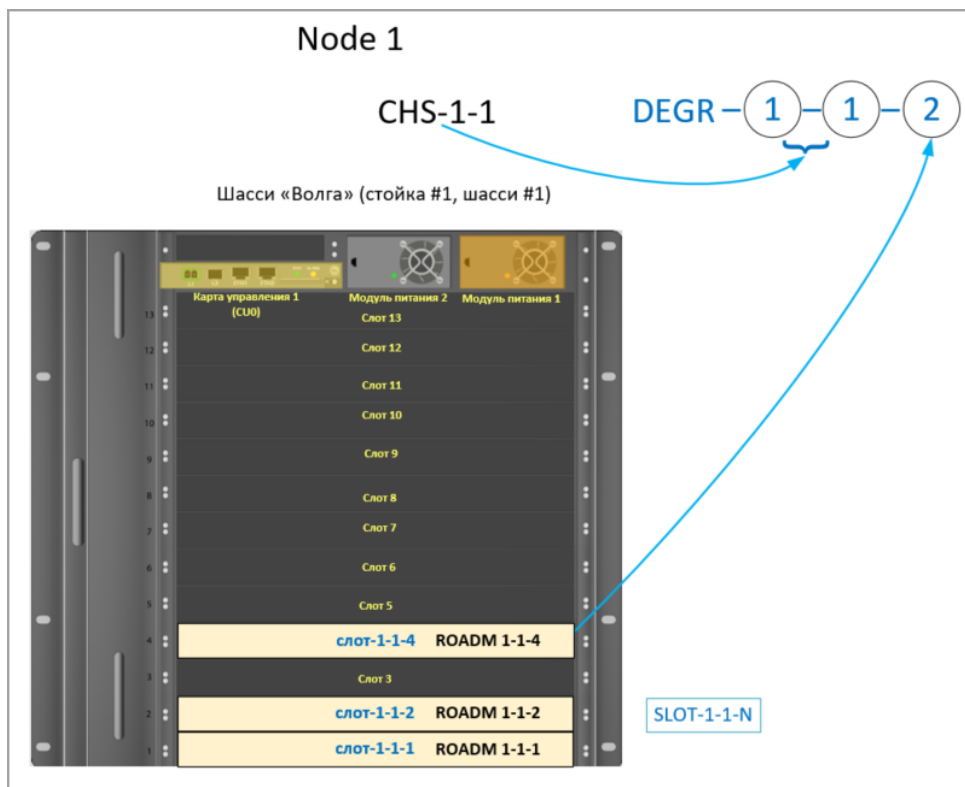 Node 1
CHS-1-1
DEGR – 1 – 1 – 2
Шасси «Волга» (стойка #1, шасси #1)
Карта управления 1
(CU0)
Модуль питания 2
Модуль питания 1
13 Слот 13
12 Слот 12
11 Слот 11
10 Слот 10
9 Слот 9
8 Слот 8
7 Слот 7
6 Слот 6
5 Слот 5
4 слот-1-1-4 ROADM 1-1-4
3 Слот 3
2 слот-1-1-2 ROADM 1-1-2
SLOT-1-1-N
1 слот-1-1-1 ROADM 1-1-1